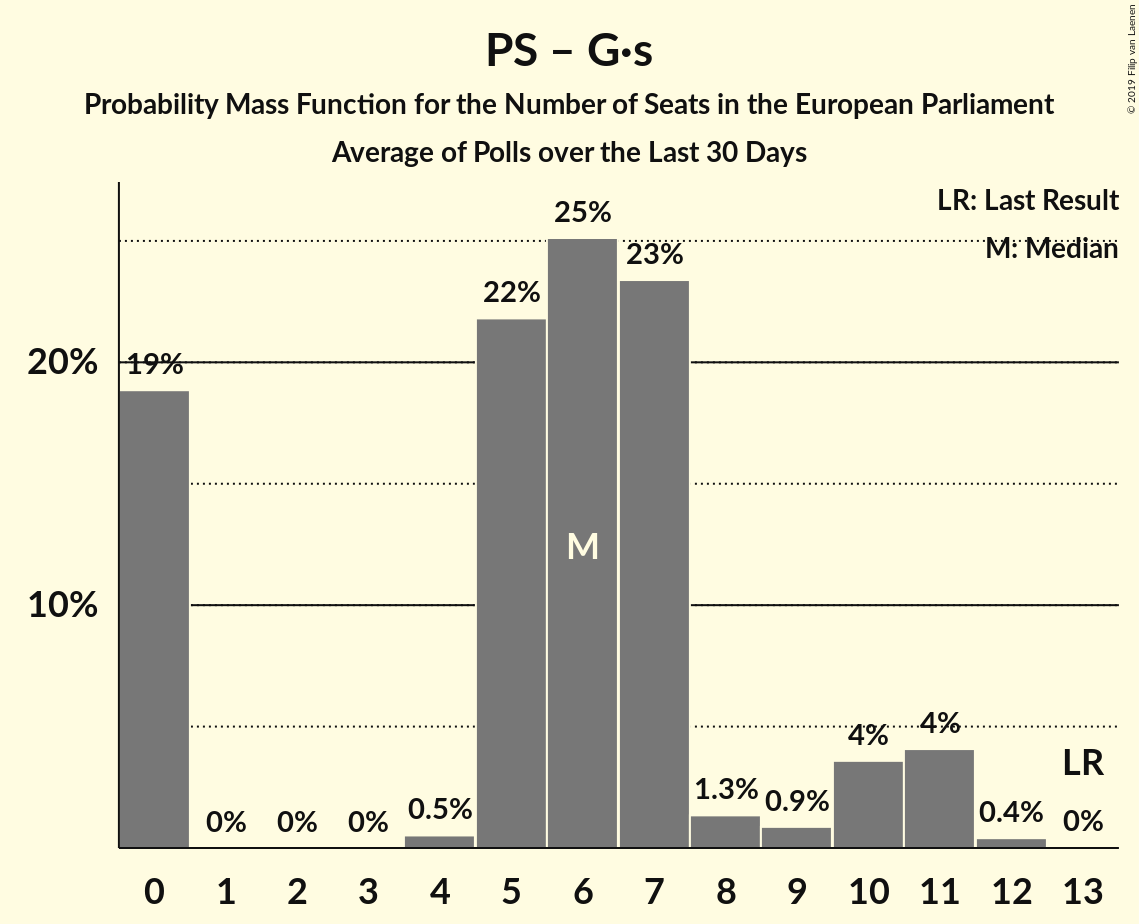 PS – G·s
Probability Mass Function for the Number of Seats in the European Parliament
Average of Polls over the Last 30 Days
© 2019 Filip van Laenen
LR: Last Result
M: Median
20%
10%
19%
0%
0%
0%
0.5%
22%
25%
23%
1.3%
0.9%
4%
4%
0.4%
0%
LR
M
0 1 2 3 4 5 6 7 8 9 10 11 12 13